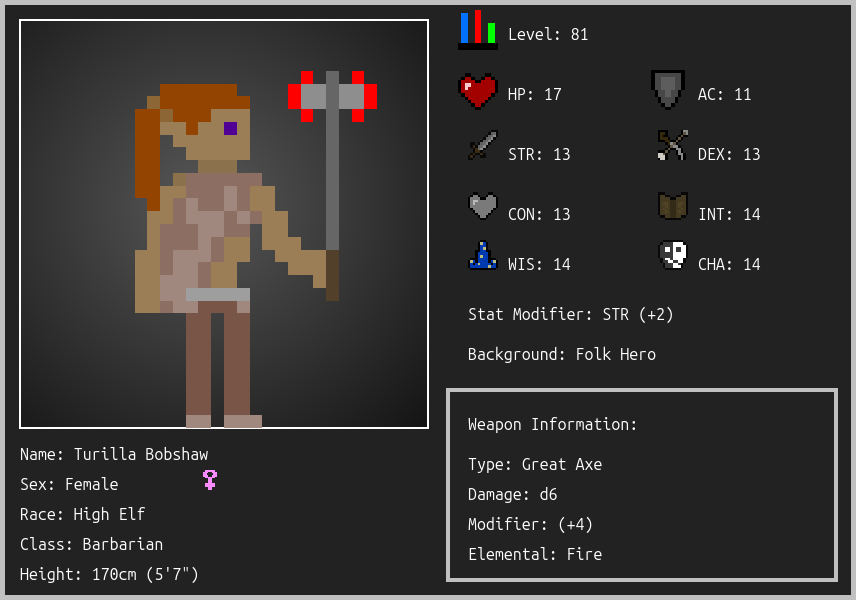 Level: 81
HP: 17
AC: 11
STR: 13
DEX: 13
CON: 13
INT: 14
WIS: 14
CHA: 14
Stat Modifier: STR (+2)
Background: Folk Hero
Weapon Information:
Type: Great Axe
Damage: d6
Modifier: (+4)
Elemental: Fire
Name: Turilla Bobshaw
Sex: Female
Race: High Elf
Class: Barbarian
Height: 170cm (5'7")